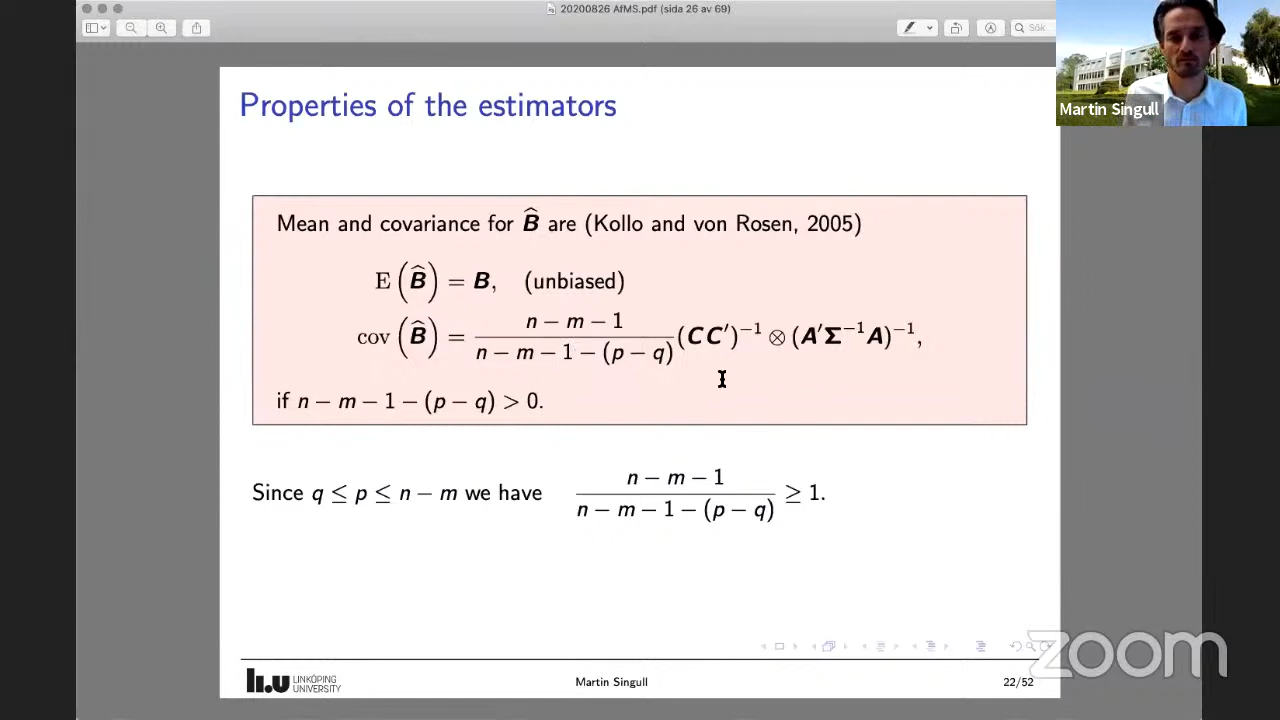 20200826 AfMS.pdf (sida 26 av 69)
Sök
Martin Singull
Properties of the estimators
Mean and covariance for B̂ are (Kollo and von Rosen, 2005)
E(B̂) = B, (unbiased)
cov(B̂) = (n − m − 1)/(n − m − 1 − (p − q)) (CC′)⁻¹ ⊗ (A′Σ⁻¹A)⁻¹,
if n − m − 1 − (p − q) > 0.
Since q ≤ p ≤ n − m we have (n − m − 1)/(n − m − 1 − (p − q)) ≥ 1.
zoom
LINKÖPING
UNIVERSITY
Martin Singull
22/52